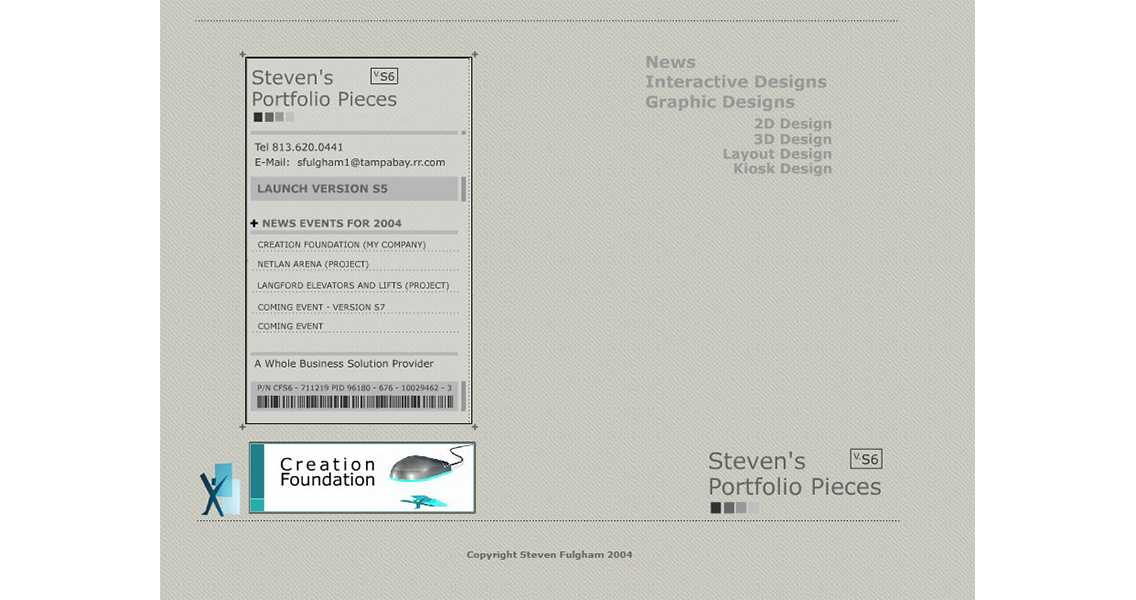 Steven's V.S6
Portfolio Pieces
Tel 813.620.0441
E-Mail: sfulgham1@tampabay.rr.com
LAUNCH VERSION S5
+ NEWS EVENTS FOR 2004
CREATION FOUNDATION (MY COMPANY)
NETLAN ARENA (PROJECT)
LANGFORD ELEVATORS AND LIFTS (PROJECT)
COMING EVENT - VERSION S7
COMING EVENT
A Whole Business Solution Provider
P/N CFS6 - 711219 PID 96180 - 676 - 10029462 - 3
Creation
Foundation
News
Interactive Designs
Graphic Designs
2D Design
3D Design
Layout Design
Kiosk Design
Steven's V.S6
Portfolio Pieces
Copyright Steven Fulgham 2004